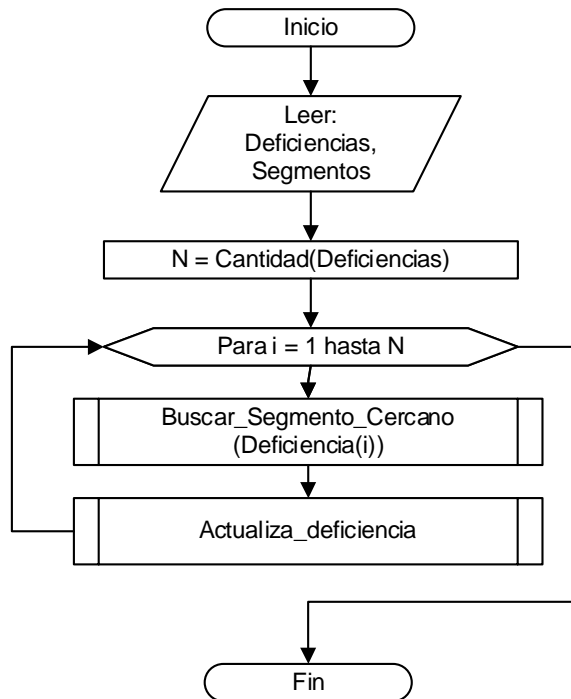 Inicio
Leer:
Deficiencias,
Segmentos
N = Cantidad(Deficiencias)
Para i = 1 hasta N
Buscar_Segmento_Cercano
(Deficiencia(i))
Actualiza_deficiencia
Fin